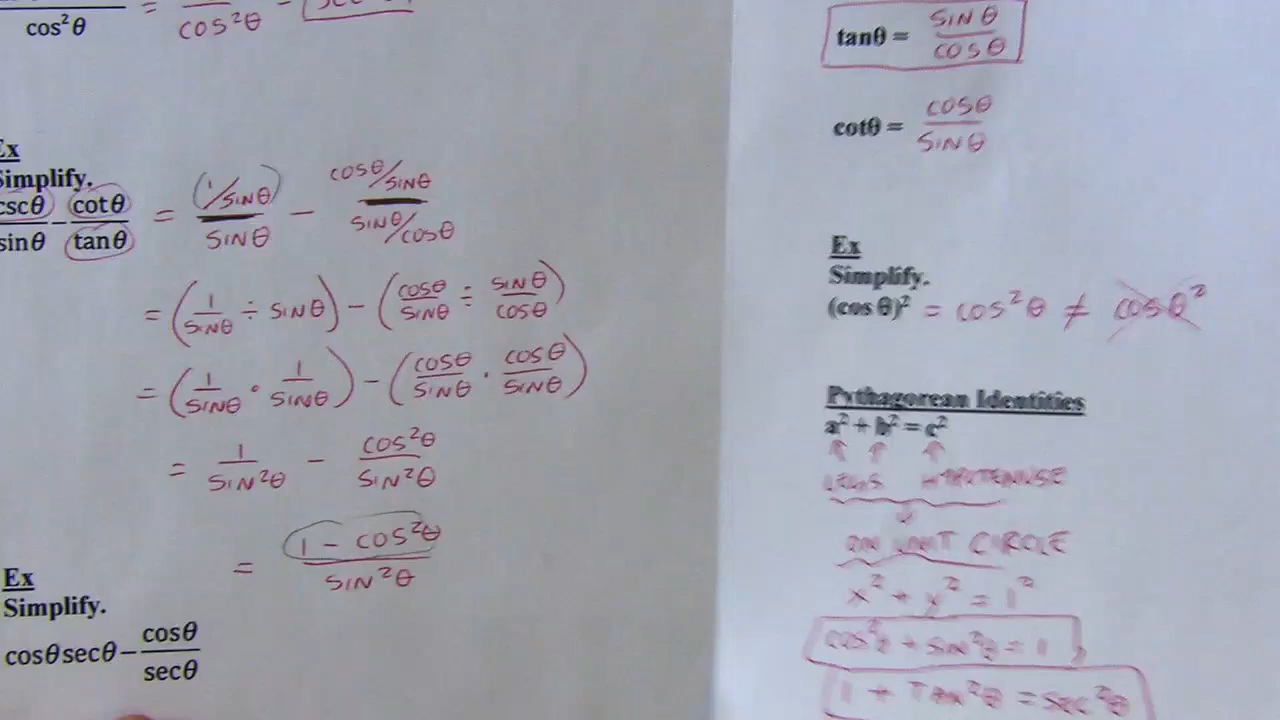 cos²θ = cos²θ =
Ex
Simplify.
cscθ/sinθ − cotθ/tanθ = (1/SINθ)/SINθ − (COSθ/SINθ)/(SINθ/COSθ)
= (1/SINθ ÷ SINθ) − (COSθ/SINθ ÷ SINθ/COSθ)
= (1/SINθ · 1/SINθ) − (COSθ/SINθ · COSθ/SINθ)
= 1/SIN²θ − COS²θ/SIN²θ
= (1 − COS²θ)/SIN²θ
Ex
Simplify.
cosθ secθ − cosθ/secθ
tanθ = SINθ/COSθ
cotθ = COSθ/SINθ
Ex
Simplify.
(cos θ)² = COS²θ ≠ COSθ²
Pythagorean Identities
a² + b² = c²
LEGS HYPOTENUSE
ON UNIT CIRCLE
x² + y² = 1²
COS²θ + SIN²θ = 1
1 + TAN²θ = SEC²θ